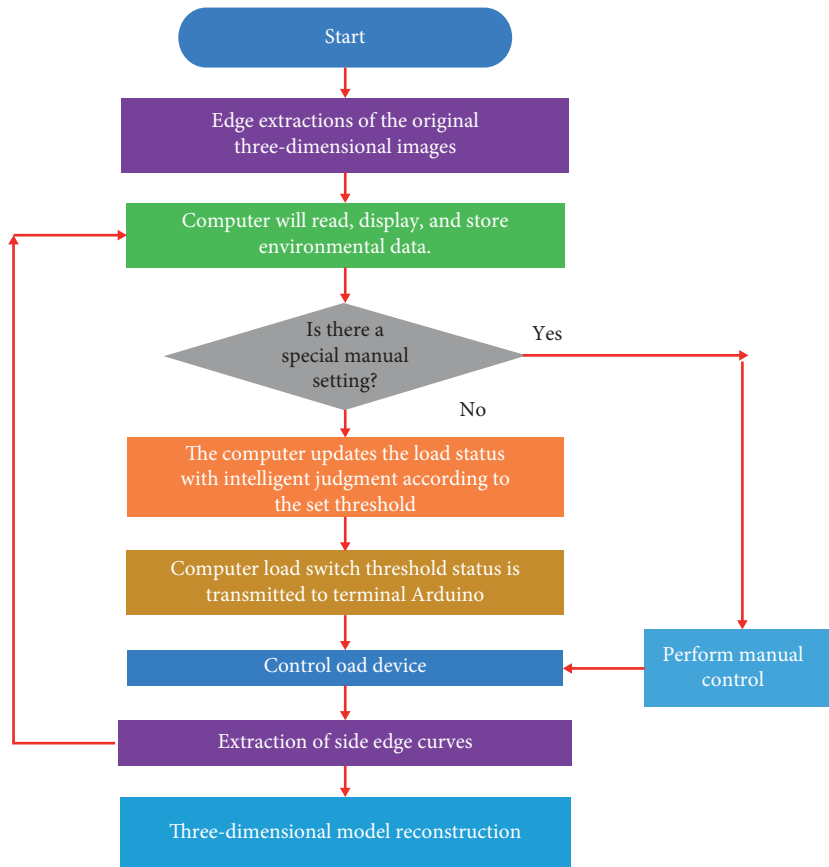 Start
Edge extractions of the original
three-dimensional images
Computer will read, display, and store
environmental data.
Is there a
special manual
setting?
Yes
No
The computer updates the load status
with intelligent judgment according to
the set threshold
Computer load switch threshold status is
transmitted to terminal Arduino
Control oad device
Perform manual
control
Extraction of side edge curves
Three-dimensional model reconstruction